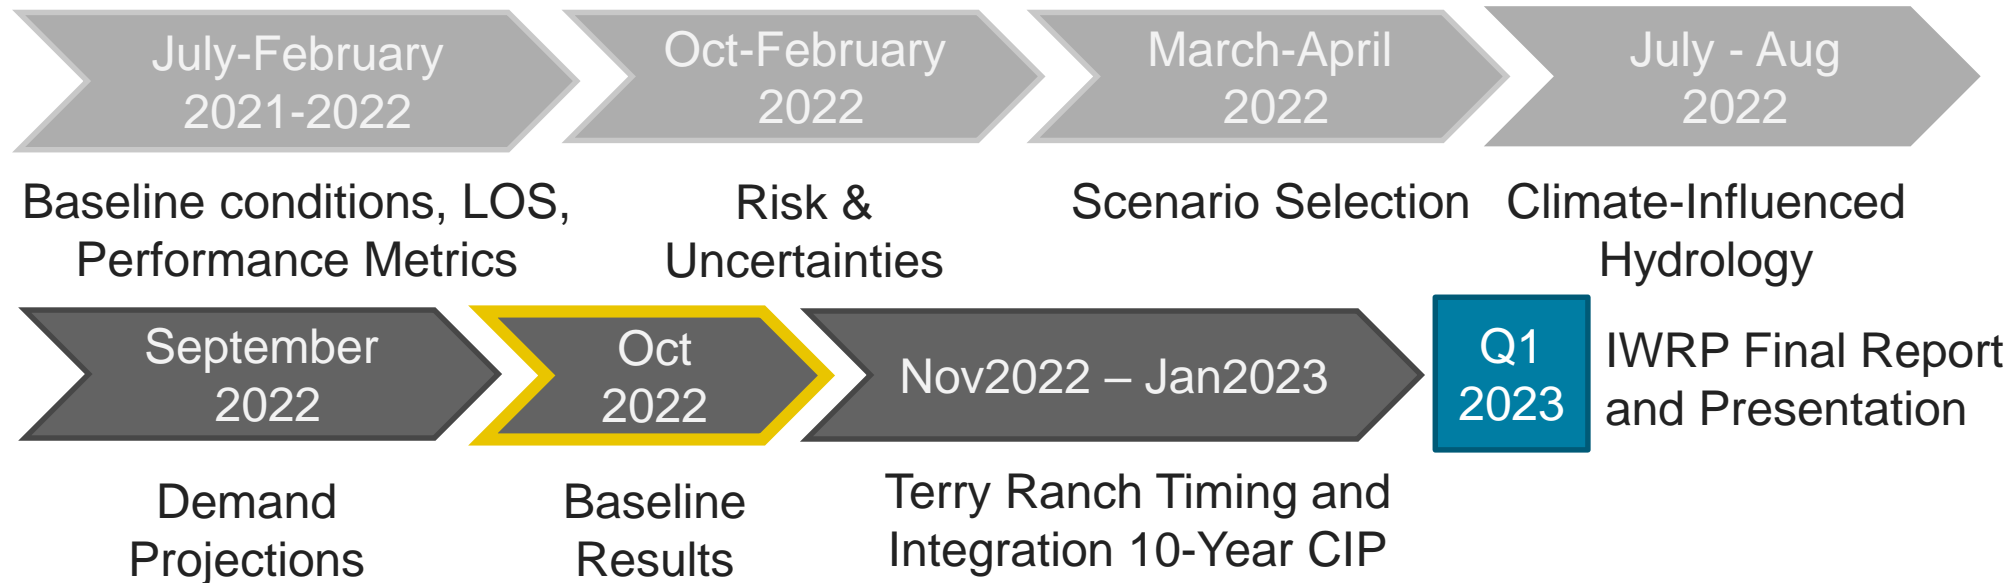 July-February
2021-2022
Oct-February
2022
March-April
2022
July - Aug
2022
Baseline conditions, LOS,
Performance Metrics
Risk &
Uncertainties
Scenario Selection
Climate-Influenced
Hydrology
September
2022
Oct
2022
Nov2022 – Jan2023
Q1
2023
IWRP Final Report
and Presentation
Demand
Projections
Baseline
Results
Terry Ranch Timing and
Integration 10-Year CIP